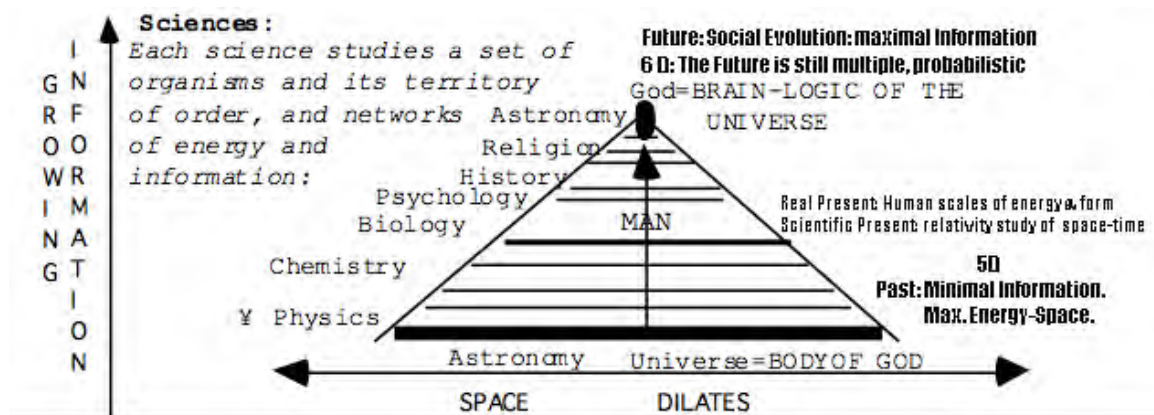 Sciences:
Each science studies a set of
organisms and its territory
of order, and networks
of energy and
information:
GROWING
INFORMATION
Future: Social Evolution: maximal Information
6 D: The Future is still multiple, probabilistic
God=BRAIN-LOGIC OF THE
UNIVERSE
Astronomy
Religion
History
Psychology
Biology
MAN
Chemistry
¥ Physics
Real Present: Human scales of energy & form
Scientific Present: relativity study of space-time
5D
Past: Minimal Information.
Max. Energy-Space.
Astronomy
Universe=BODYOF GOD
SPACE DILATES